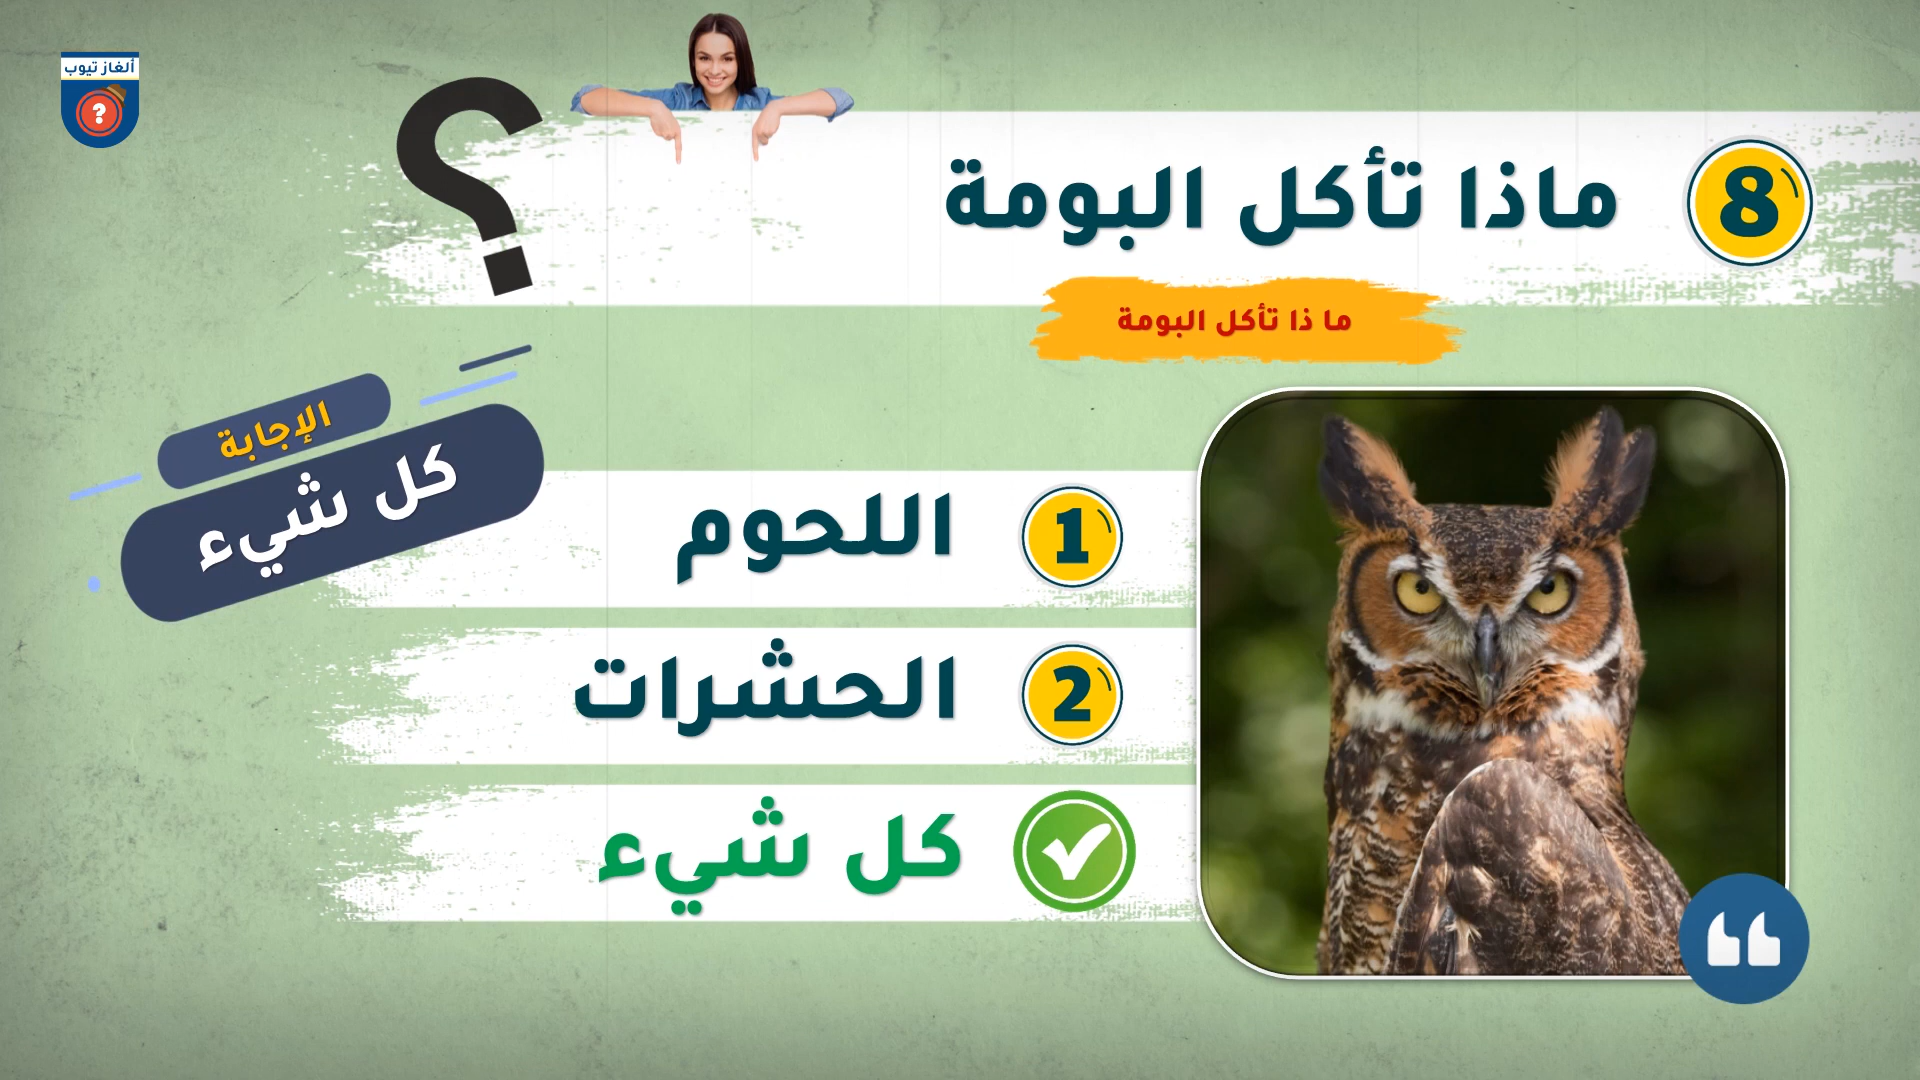 ألغاز تيوب
?
8
ماذا تأكل البومة
؟
ما ذا تأكل البومة
الإجابة
كل شيء
1
اللحوم
2
الحشرات
كل شيء